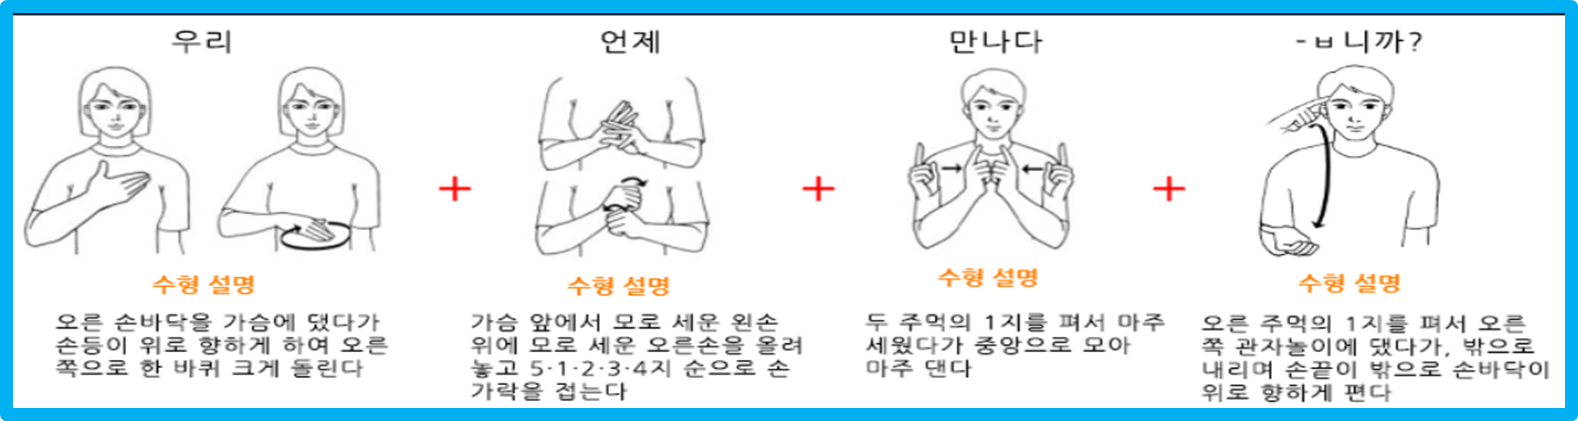 우리
언제
만나다
-ㅂ니까?
+
+
+
수형 설명
오른 손바닥을 가슴에 댔다가
손등이 위로 향하게 하여 오른
쪽으로 한 바퀴 크게 돌린다
수형 설명
가슴 앞에서 모로 세운 왼손
위에 모로 세운 오른손을 올려
놓고 5·1·2·3·4지 순으로 손
가락을 접는다
수형 설명
두 주먹의 1지를 펴서 마주
세웠다가 중앙으로 모아
마주 댄다
수형 설명
오른 주먹의 1지를 펴서 오른
쪽 관자놀이에 댔다가, 밖으로
내리며 손끝이 밖으로 손바닥이
위로 향하게 편다